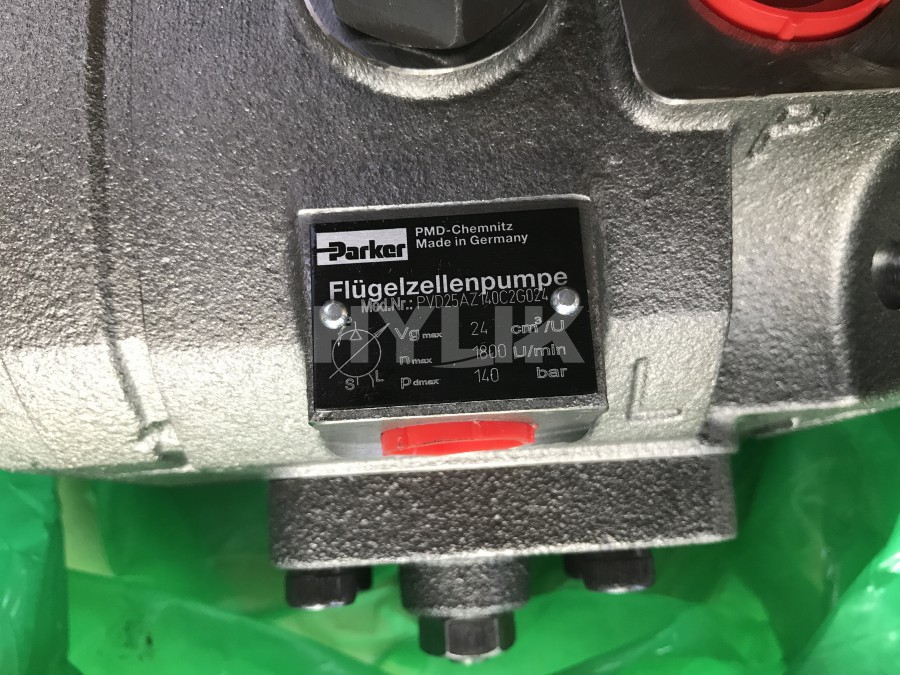 P
Parker
PMD-Chemnitz
Made in Germany
Flügelzellenpumpe
Mod.Nr.: PVD25AZ140C2G024
Vg max 24 cm³/U
n max 1800 U/min
p dmax 140 bar
S L
L
HYLIK